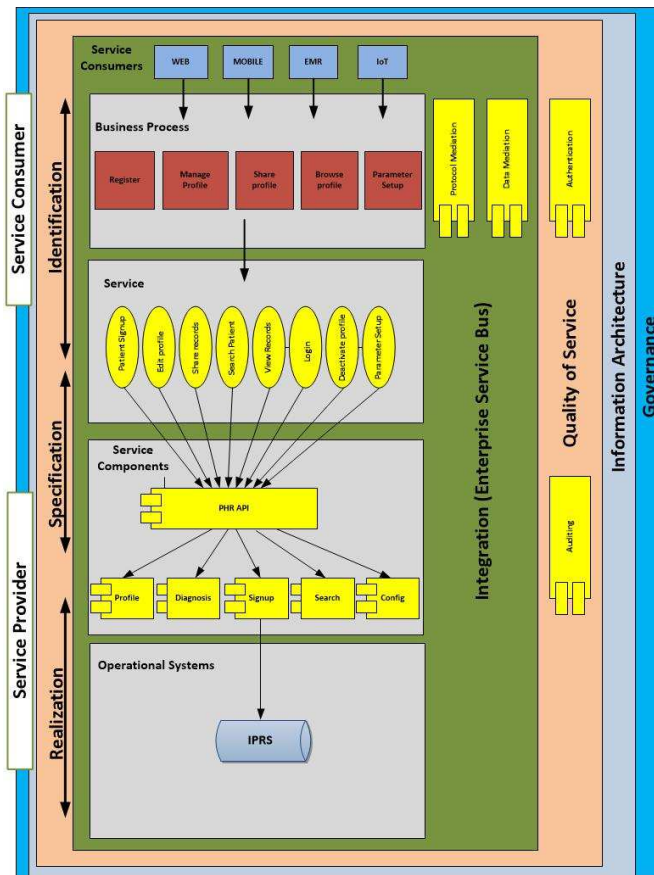 Service
Consumers
WEB
MOBILE
EMR
IoT
Business Process
Register
Manage
Profile
Share
profile
Browse
profile
Parameter
Setup
Service
Patient Signup
Edit profile
Share records
Search Patient
View Records
Login
Deactivate profile
Parameter Setup
Service
Components
PHR API
Profile
Diagnosis
Signup
Search
Config
Operational Systems
IPRS
Service Consumer
Service Provider
Identification
Specification
Realization
Protocol Mediation
Data Mediation
Authentication
Auditing
Integration (Enterprise Service Bus)
Quality of Service
Information Architecture
Governance